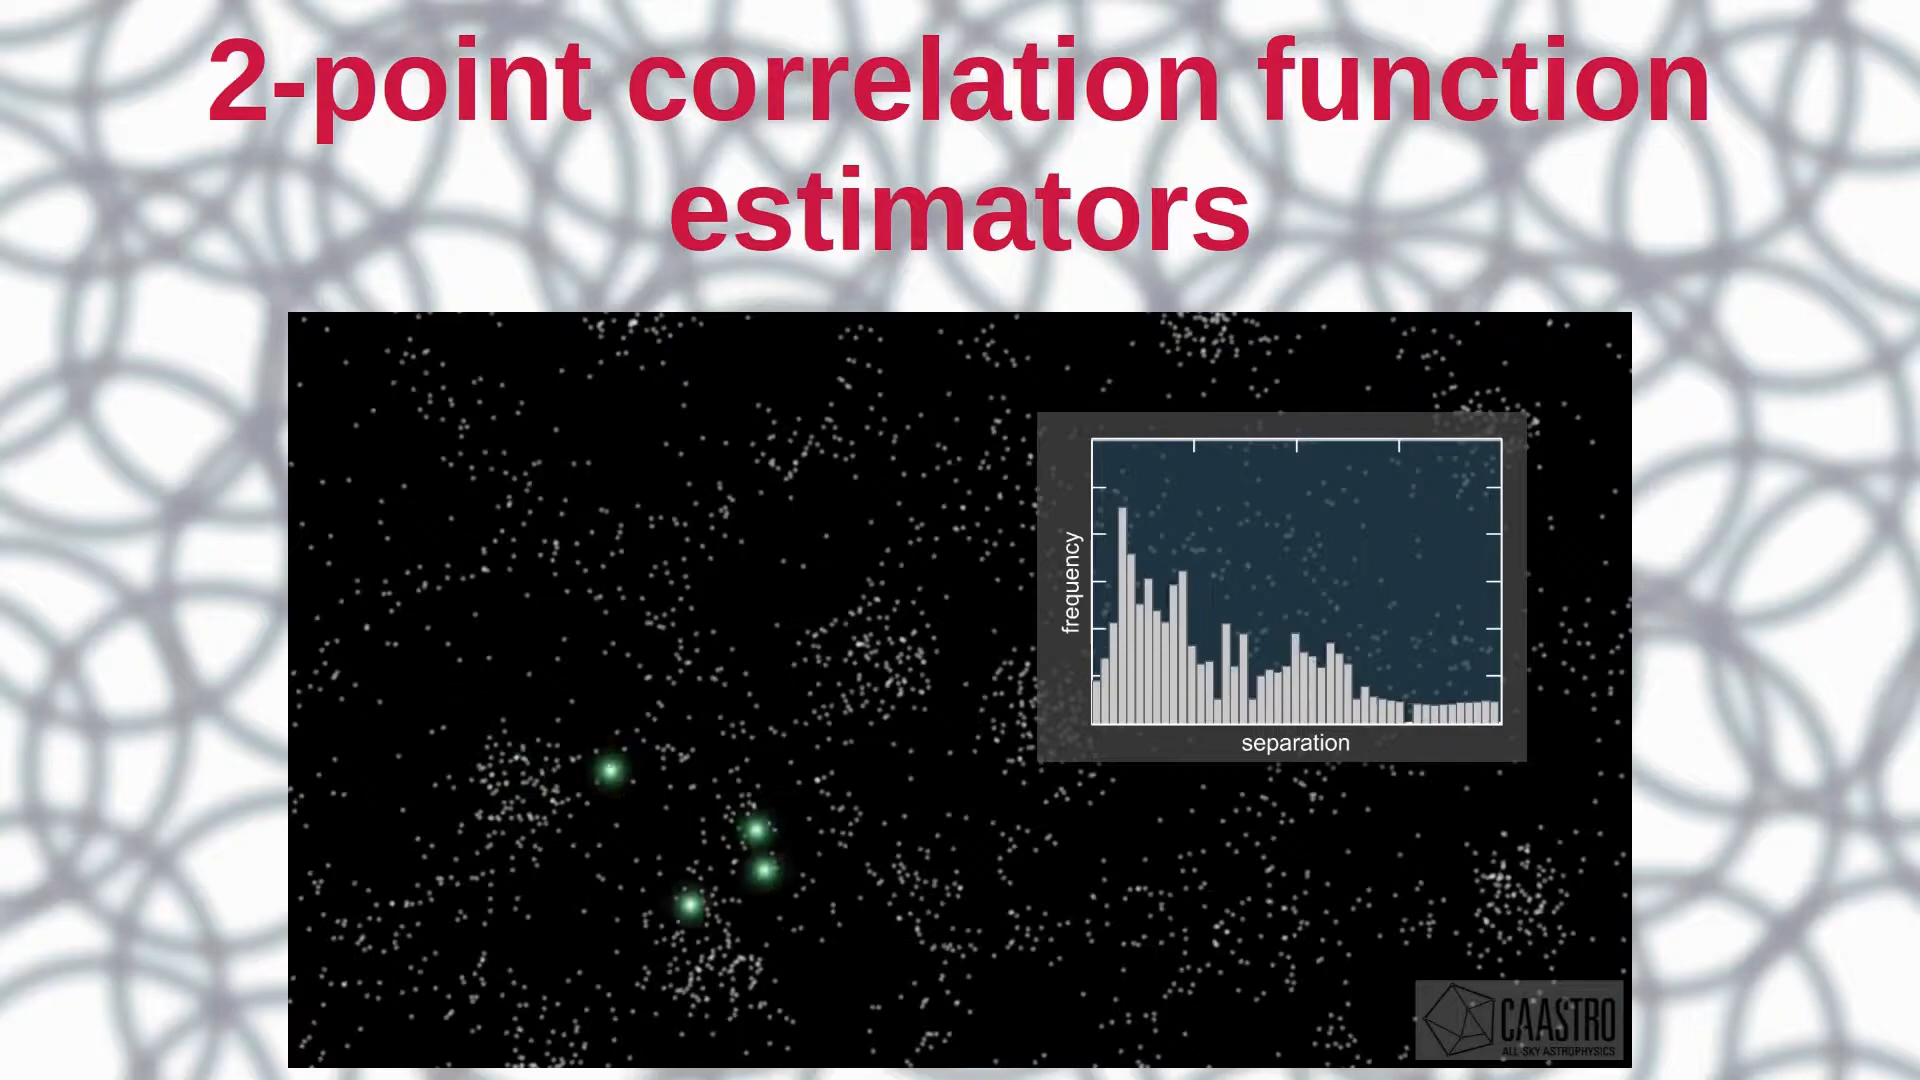 2-point correlation function
estimators
frequency
separation
CAASTRO
ALL-SKY ASTROPHYSICS